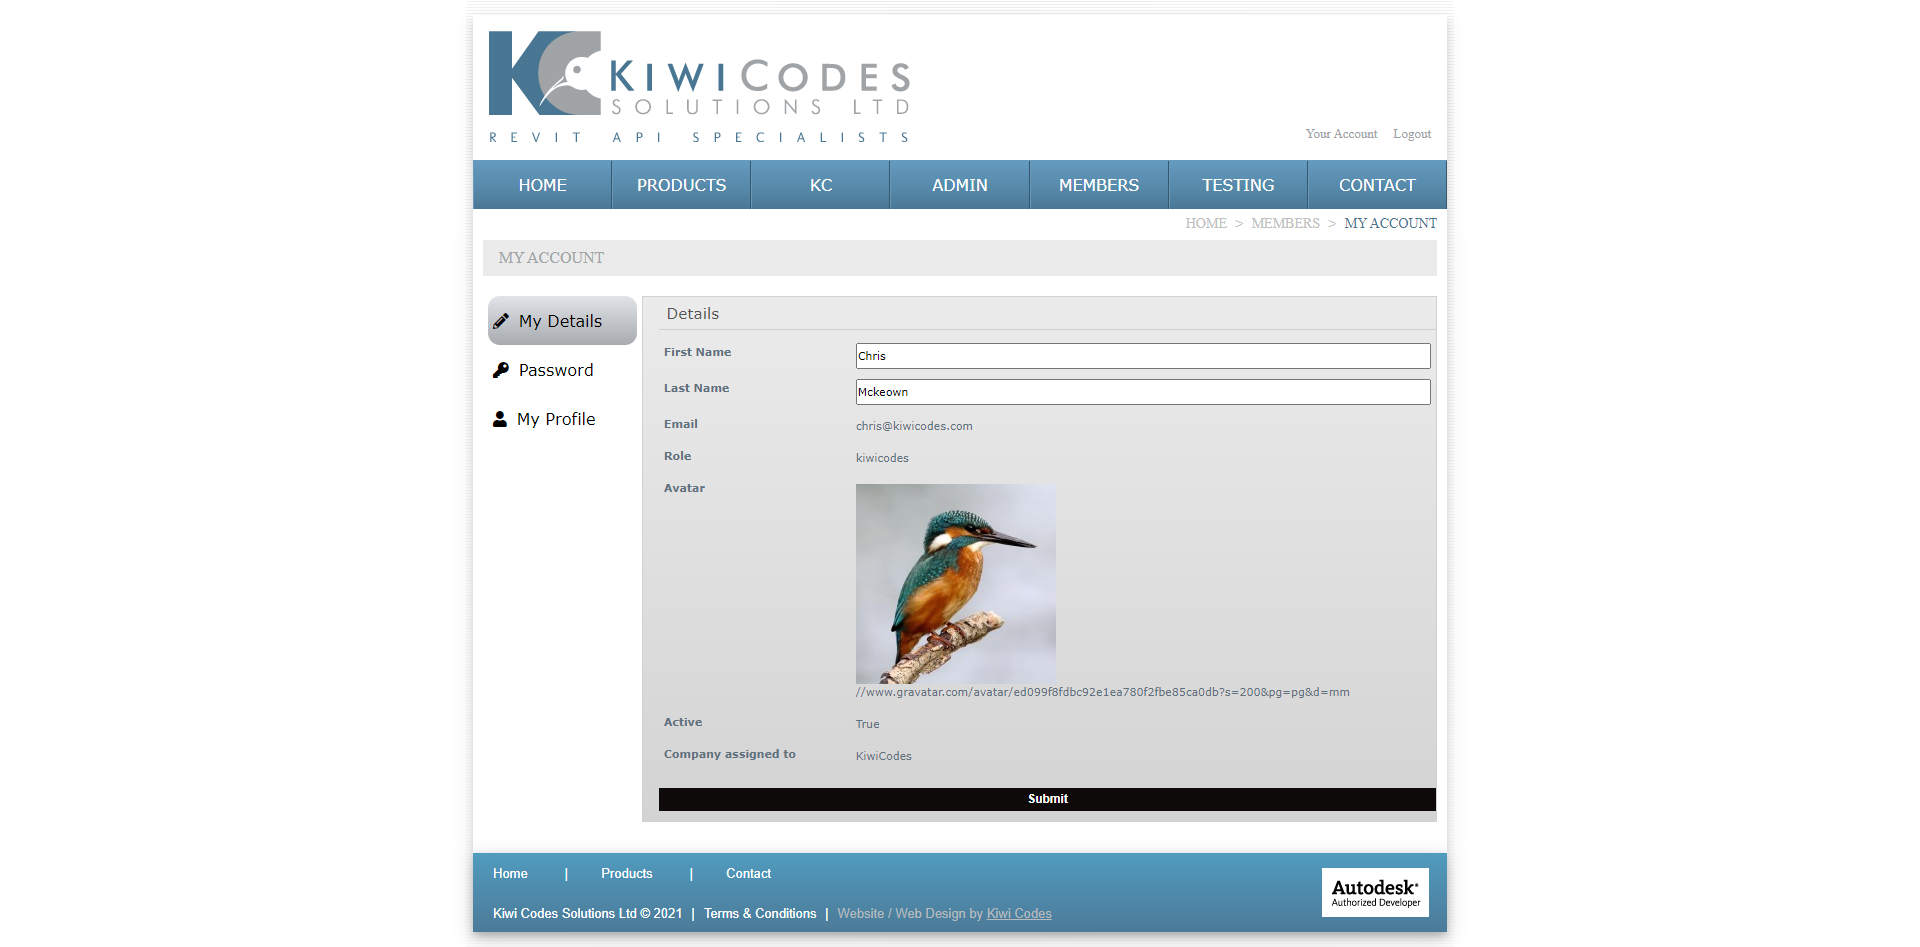 KIWICODES
SOLUTIONS LTD
REVIT API SPECIALISTS
Your Account Logout
HOME PRODUCTS KC ADMIN MEMBERS TESTING CONTACT
HOME > MEMBERS > MY ACCOUNT
MY ACCOUNT
My Details
Password
My Profile
Details
First Name Chris
Last Name Mckeown
Email chris@kiwicodes.com
Role kiwicodes
Avatar
//www.gravatar.com/avatar/ed099f8fdbc92e1ea780f2fbe85ca0db?s=200&pg=pg&d=mm
Active True
Company assigned to KiwiCodes
Submit
Home | Products | Contact
Kiwi Codes Solutions Ltd © 2021 | Terms & Conditions | Website / Web Design by Kiwi Codes
Autodesk®
Authorized Developer